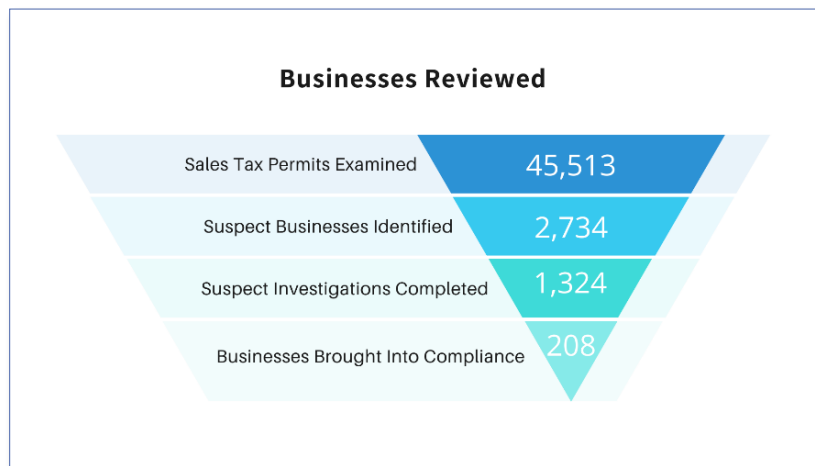 Businesses Reviewed
Sales Tax Permits Examined 45,513
Suspect Businesses Identified 2,734
Suspect Investigations Completed 1,324
Businesses Brought Into Compliance 208